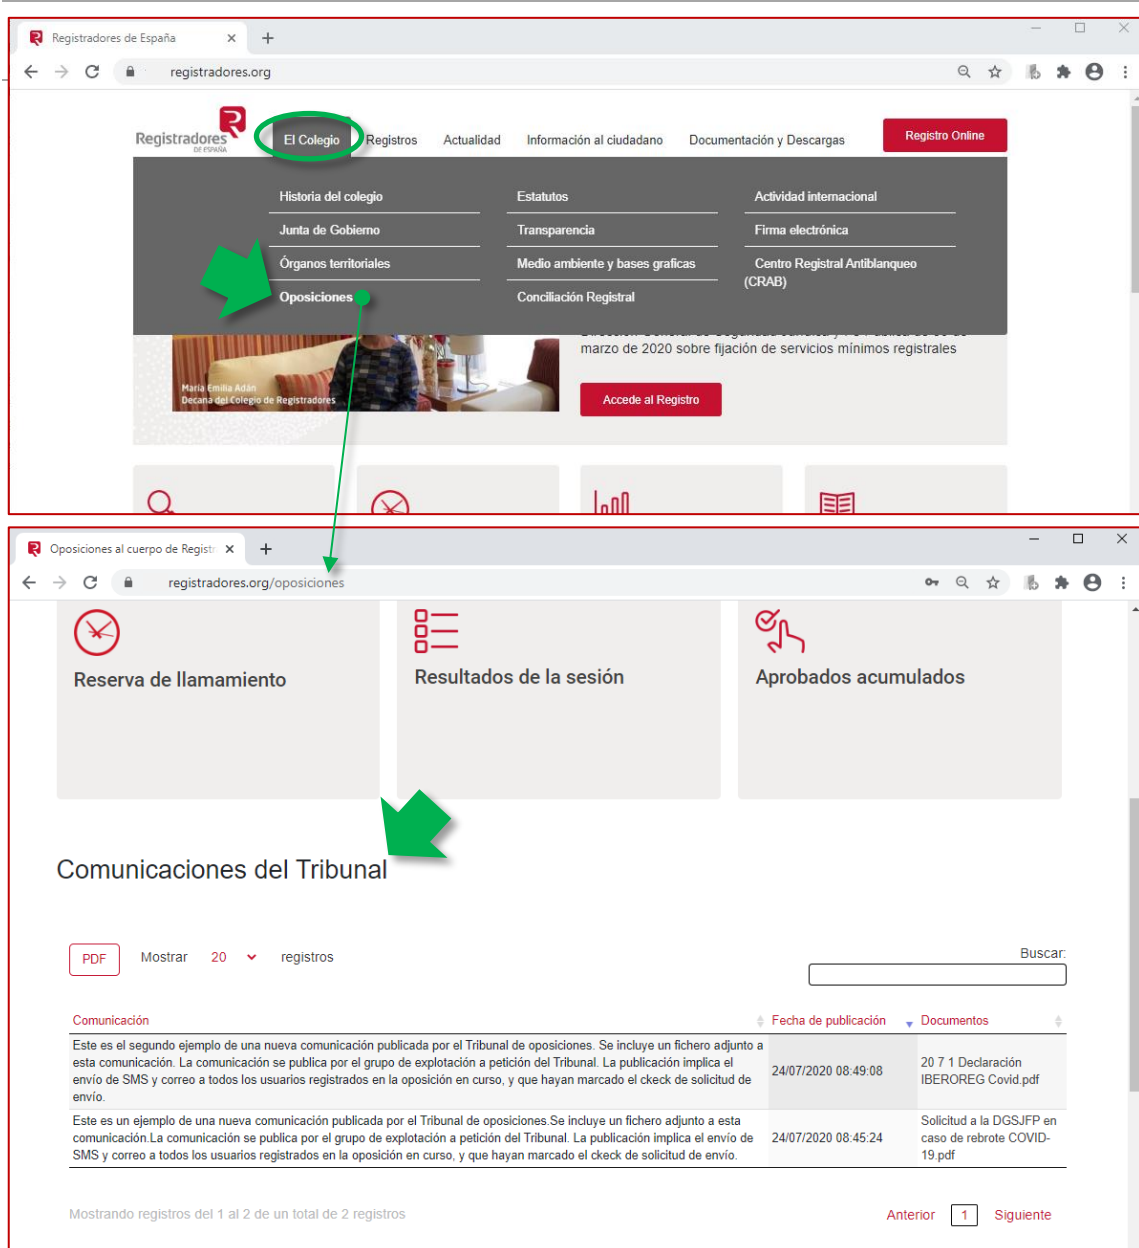 Registradores de España
registradores.org
Registradores
DE ESPAÑA
El Colegio
Registros
Actualidad
Información al ciudadano
Documentación y Descargas
Registro Online
Historia del colegio
Estatutos
Actividad internacional
Junta de Gobierno
Transparencia
Firma electrónica
Órganos territoriales
Medio ambiente y bases graficas
Centro Registral Antiblanqueo
(CRAB)
Oposiciones
Conciliación Registral
marzo de 2020 sobre fijación de servicios mínimos registrales
María Emilia Adán
Decana del Colegio de Registradores
Accede al Registro
Oposiciones al cuerpo de Registr
registradores.org/oposiciones
Reserva de llamamiento
Resultados de la sesión
Aprobados acumulados
Comunicaciones del Tribunal
PDF
Mostrar 20 registros
Buscar:
Comunicación
Fecha de publicación
Documentos
Este es el segundo ejemplo de una nueva comunicación publicada por el Tribunal de oposiciones. Se incluye un fichero adjunto a
esta comunicación. La comunicación se publica por el grupo de explotación a petición del Tribunal. La publicación implica el
envío de SMS y correo a todos los usuarios registrados en la oposición en curso, y que hayan marcado el ckeck de solicitud de
envío.
24/07/2020 08:49:08
20 7 1 Declaración
IBEROREG Covid.pdf
Este es un ejemplo de una nueva comunicación publicada por el Tribunal de oposiciones.Se incluye un fichero adjunto a esta
comunicación.La comunicación se publica por el grupo de explotación a petición del Tribunal. La publicación implica el envío de
SMS y correo a todos los usuarios registrados en la oposición en curso, y que hayan marcado el ckeck de solicitud de envío.
24/07/2020 08:45:24
Solicitud a la DGSJFP en
caso de rebrote COVID-
19.pdf
Mostrando registros del 1 al 2 de un total de 2 registros
Anterior 1 Siguiente